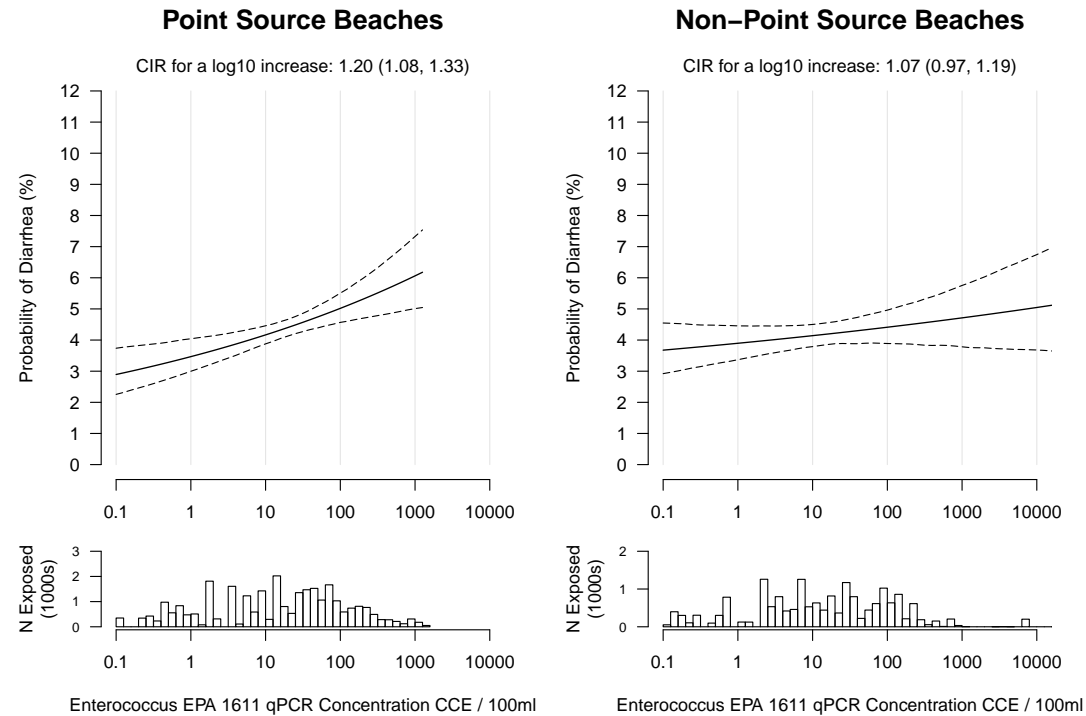 Point Source Beaches
CIR for a log10 increase: 1.20 (1.08, 1.33)
Probability of Diarrhea (%)
12
11
10
9
8
7
6
5
4
3
2
1
0
0.1 1 10 100 1000 10000
N Exposed
(1000s)
3
2
1
0
0.1 1 10 100 1000 10000
Enterococcus EPA 1611 qPCR Concentration CCE / 100ml
Non−Point Source Beaches
CIR for a log10 increase: 1.07 (0.97, 1.19)
Probability of Diarrhea (%)
12
11
10
9
8
7
6
5
4
3
2
1
0
0.1 1 10 100 1000 10000
N Exposed
(1000s)
2
1
0
0.1 1 10 100 1000 10000
Enterococcus EPA 1611 qPCR Concentration CCE / 100ml